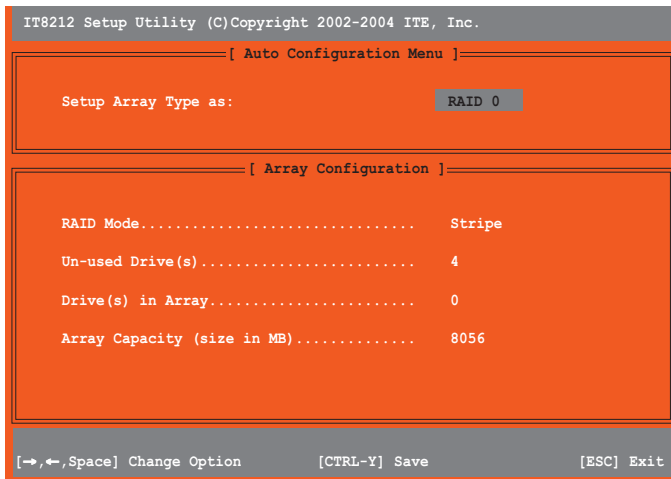 IT8212 Setup Utility (C)Copyright 2002-2004 ITE, Inc.
[ Auto Configuration Menu ]
Setup Array Type as: RAID 0
[ Array Configuration ]
RAID Mode............................... Stripe
Un-used Drive(s)........................ 4
Drive(s) in Array....................... 0
Array Capacity (size in MB).............. 8056
[→,←,Space] Change Option [CTRL-Y] Save [ESC] Exit